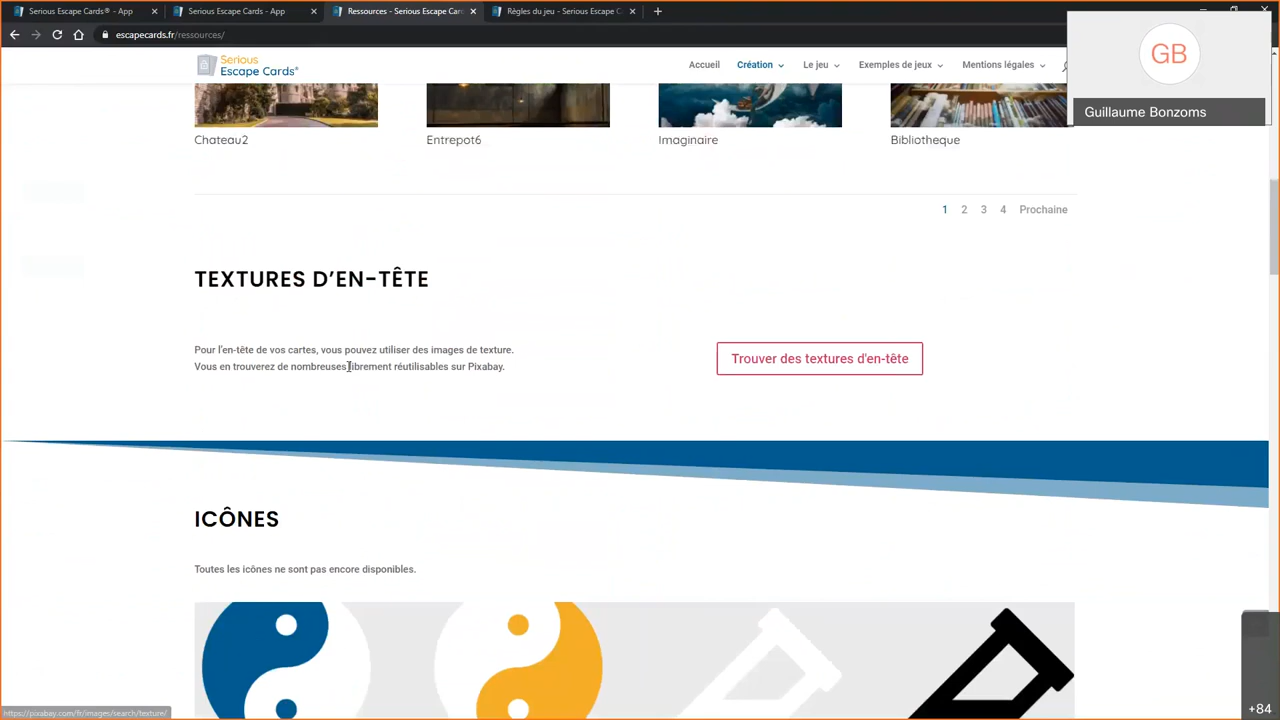 Serious Escape Cards® - App
Serious Escape Cards - App
Ressources - Serious Escape Car
Règles du jeu - Serious Escape C
escapecards.fr/ressources/
Serious
Escape Cards®
Accueil
Création
Le jeu
Exemples de jeux
Mentions légales
GB
Guillaume Bonzoms
Chateau2
Entrepot6
Imaginaire
Bibliotheque
1 2 3 4 Prochaine
TEXTURES D'EN-TÊTE
Pour l'en-tête de vos cartes, vous pouvez utiliser des images de texture.
Vous en trouverez de nombreuses librement réutilisables sur Pixabay.
Trouver des textures d'en-tête
ICÔNES
Toutes les icônes ne sont pas encore disponibles.
https://pixabay.com/fr/images/search/texture/
+84